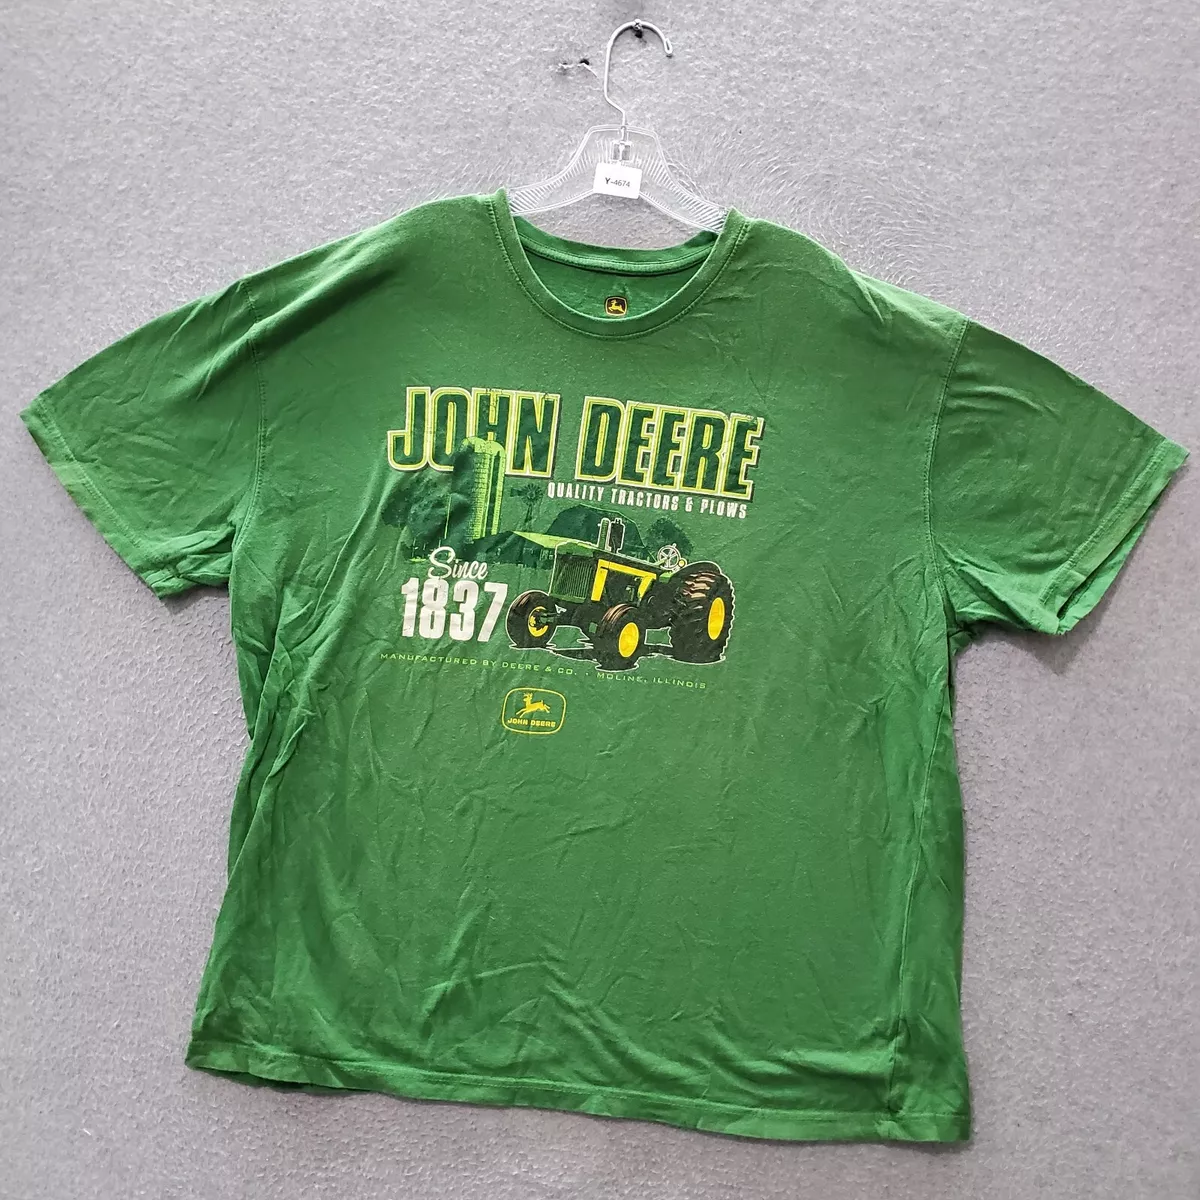 Y-4674
JOHN DEERE
QUALITY TRACTORS & PLOWS
Since
1837
MANUFACTURED BY DEERE & CO. • MOLINE, ILLINOIS
JOHN DEERE